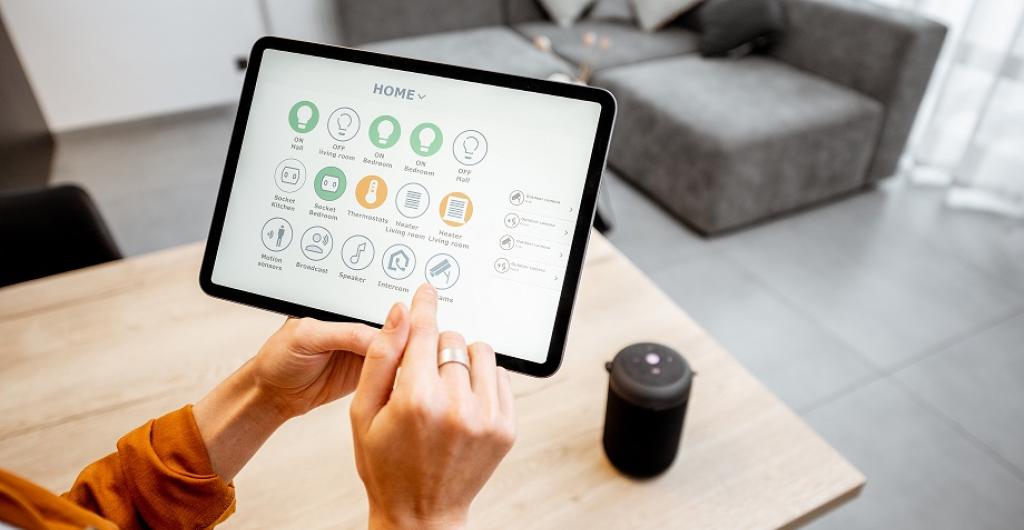 HOME
ON
Hall
OFF
living room
ON
Bedroom
ON
Bedroom
OFF
Hall
Socket
Kitchen
Socket
Bedroom
Thermostats
Heater
Living room
Heater
Living room
Motion
sensors
Broadcast
Speaker
Intercom